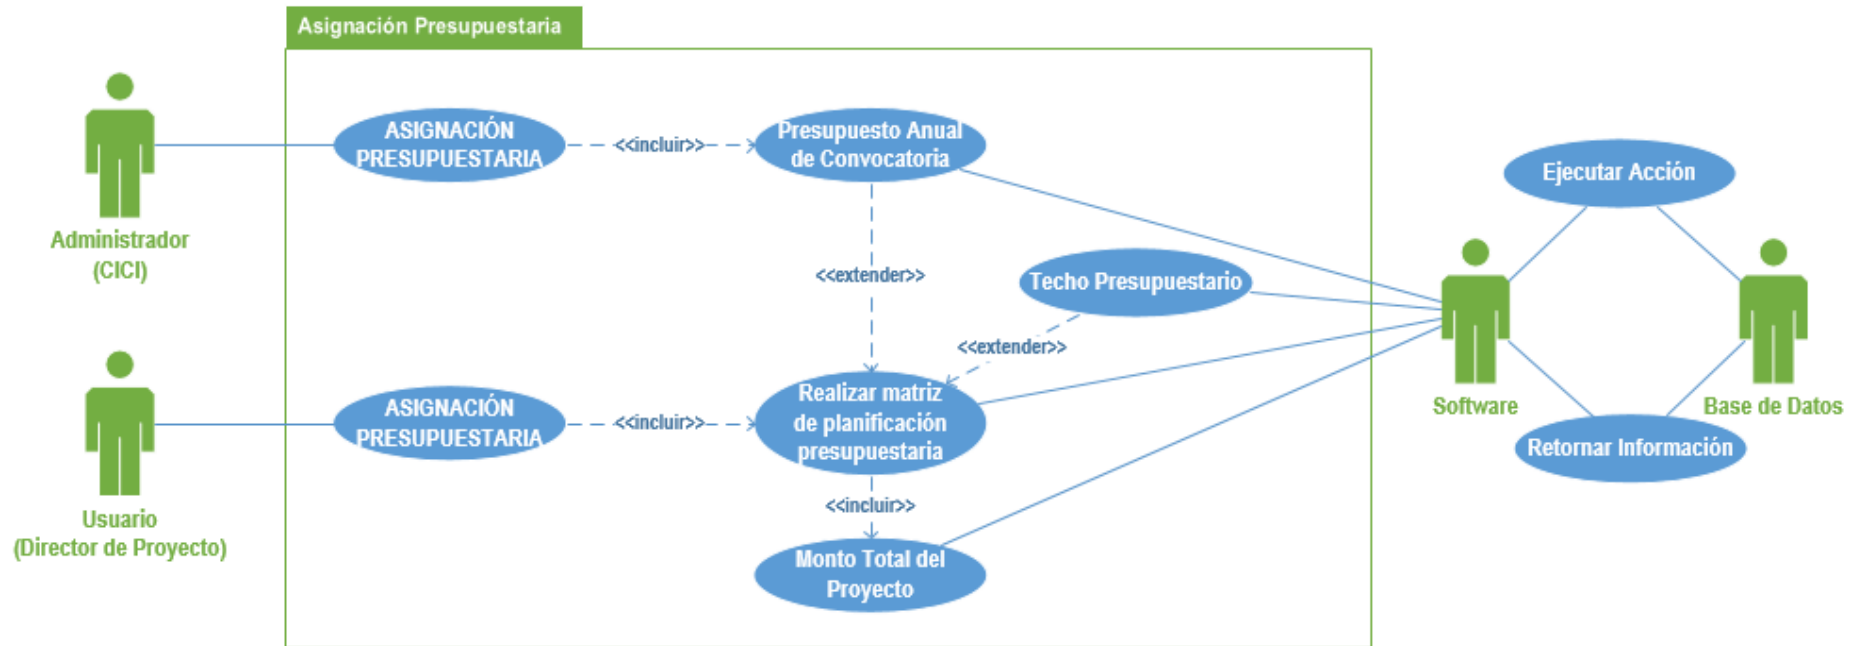 Asignación Presupuestaria
ASIGNACIÓN
PRESUPUESTARIA
<<incluir>>
Presupuesto Anual
de Convocatoria
Ejecutar Acción
Administrador
(CICI)
<<extender>>
Techo Presupuestario
<<extender>>
Software
Base de Datos
ASIGNACIÓN
PRESUPUESTARIA
<<incluir>>
Realizar matriz
de planificación
presupuestaria
Retornar Información
<<incluir>>
Usuario
(Director de Proyecto)
Monto Total del
Proyecto